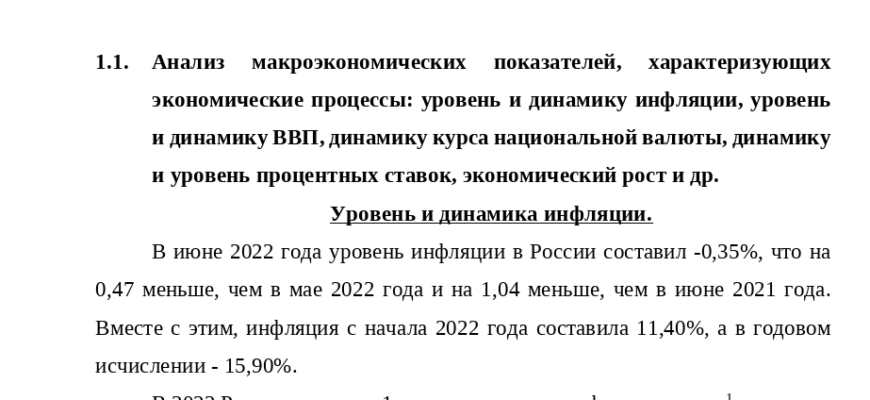 1.1. Анализ макроэкономических показателей, характеризующих
экономические процессы: уровень и динамику инфляции, уровень
и динамику ВВП, динамику курса национальной валюты, динамику
и уровень процентных ставок, экономический рост и др.
Уровень и динамика инфляции.
В июне 2022 года уровень инфляции в России составил -0,35%, что на
0,47 меньше, чем в мае 2022 года и на 1,04 меньше, чем в июне 2021 года.
Вместе с этим, инфляция с начала 2022 года составила 11,40%, а в годовом
исчислении - 15,90%.